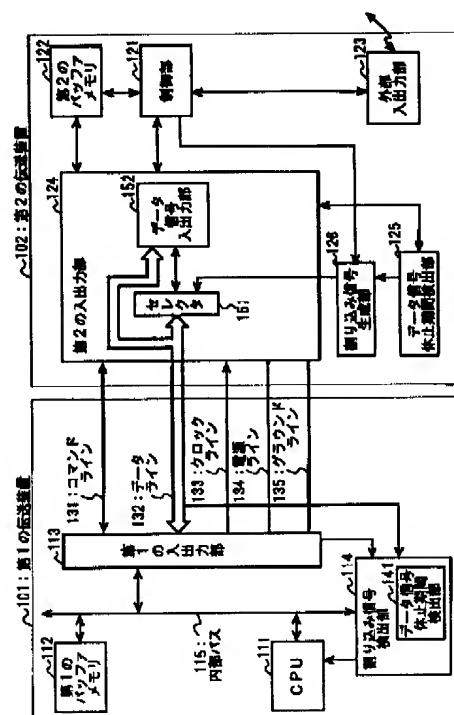 101：第1の伝送装置
112
第1の
バッファ
メモリ
115：
内部バス
111
CPU
113
第1の入出力部
114
割り込み信号
検出部
141
データ信号
休止期間
検出部
131：コマンド
ライン
132：データ
ライン
133：クロック
ライン
134：電源
ライン
135：グラウンド
ライン
102：第2の伝送装置
124
第2の入出力部
152
データ
信号
入出力部
セレクタ
151
122
第2の
バッファ
メモリ
121
制御部
123
外部
入出力部
126
割り込み信号
生成部
125
データ信号
休止期間検出部